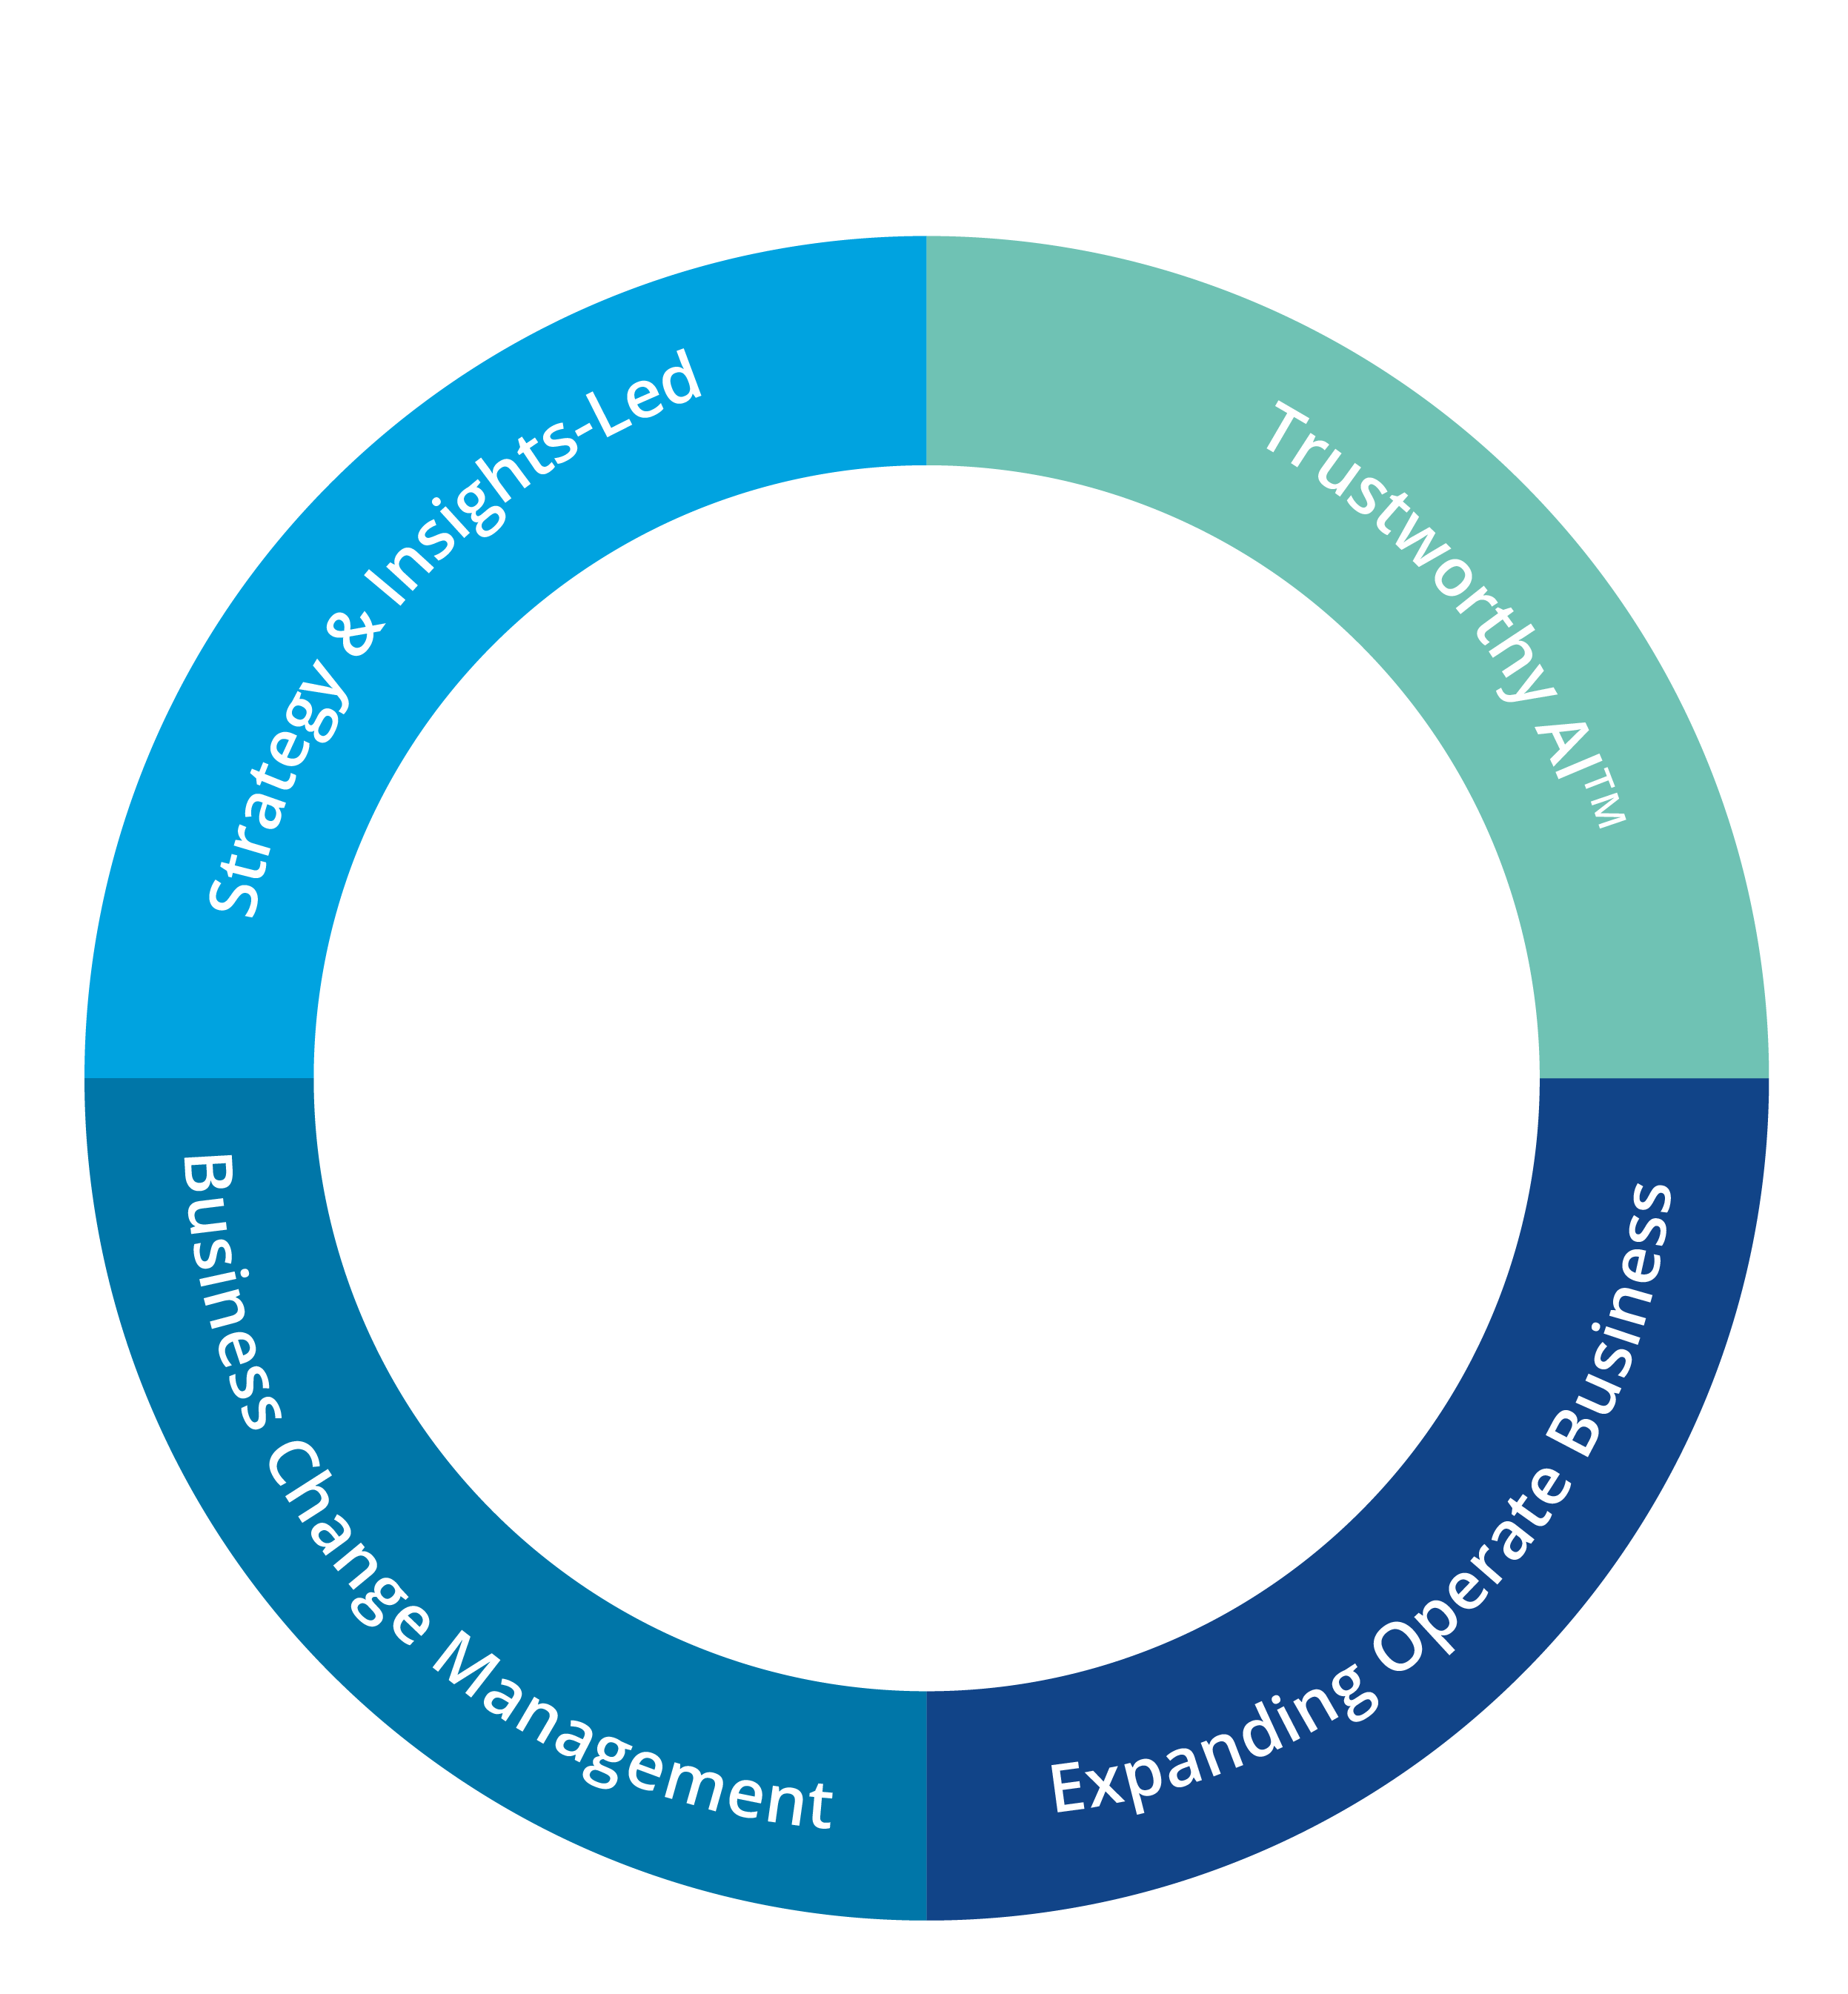 Strategy & Insights-Led
Trustworthy AI™
Business Change Management
Expanding Operate Business